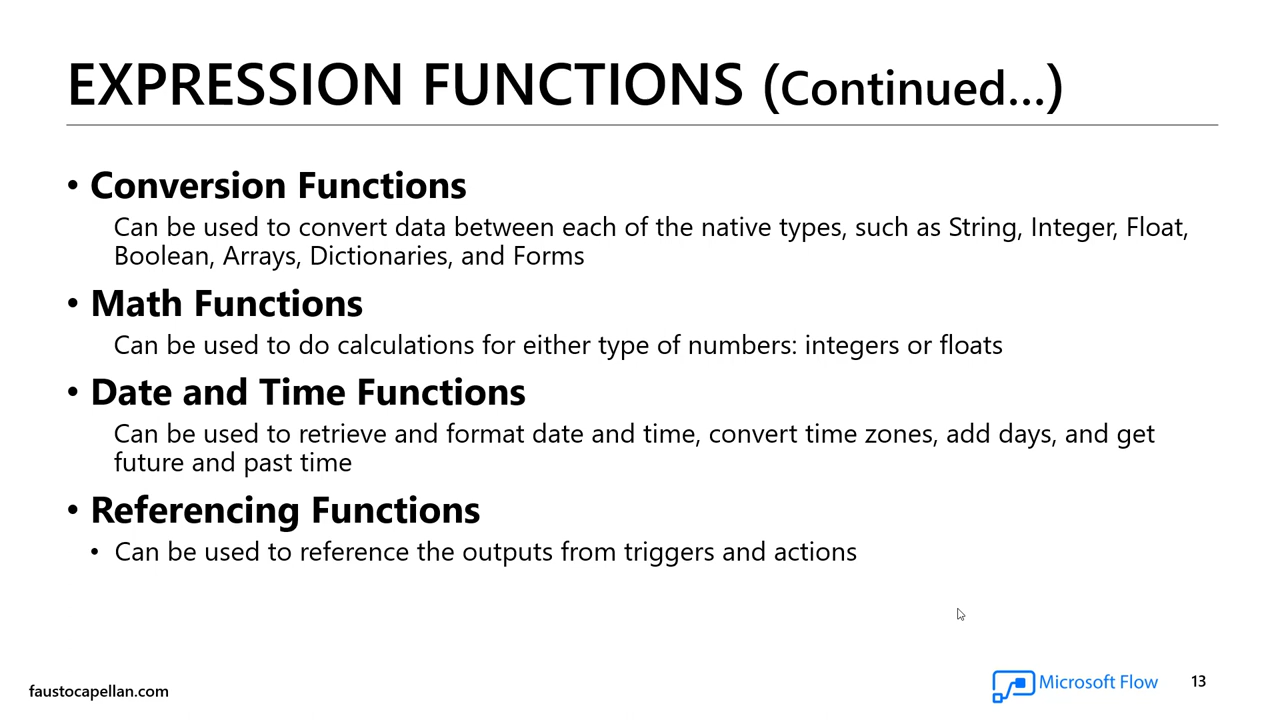 EXPRESSION FUNCTIONS (Continued...)
• Conversion Functions
Can be used to convert data between each of the native types, such as String, Integer, Float,
Boolean, Arrays, Dictionaries, and Forms
• Math Functions
Can be used to do calculations for either type of numbers: integers or floats
• Date and Time Functions
Can be used to retrieve and format date and time, convert time zones, add days, and get
future and past time
• Referencing Functions
• Can be used to reference the outputs from triggers and actions
faustocapellan.com
Microsoft Flow
13